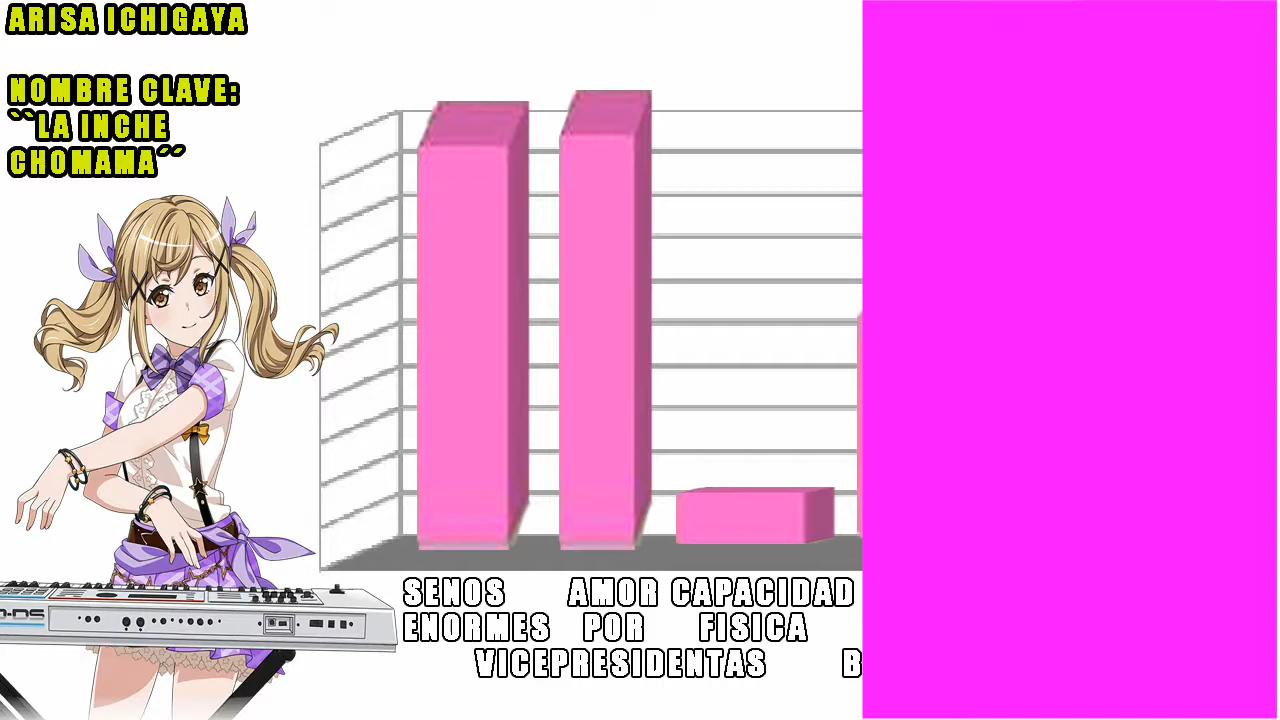 ARISA ICHIGAYA
NOMBRE CLAVE:
``LA INCHE
CHOMAMA´´
SENOS AMOR CAPACIDAD
ENORMES POR FISICA
VICEPRESIDENTAS B